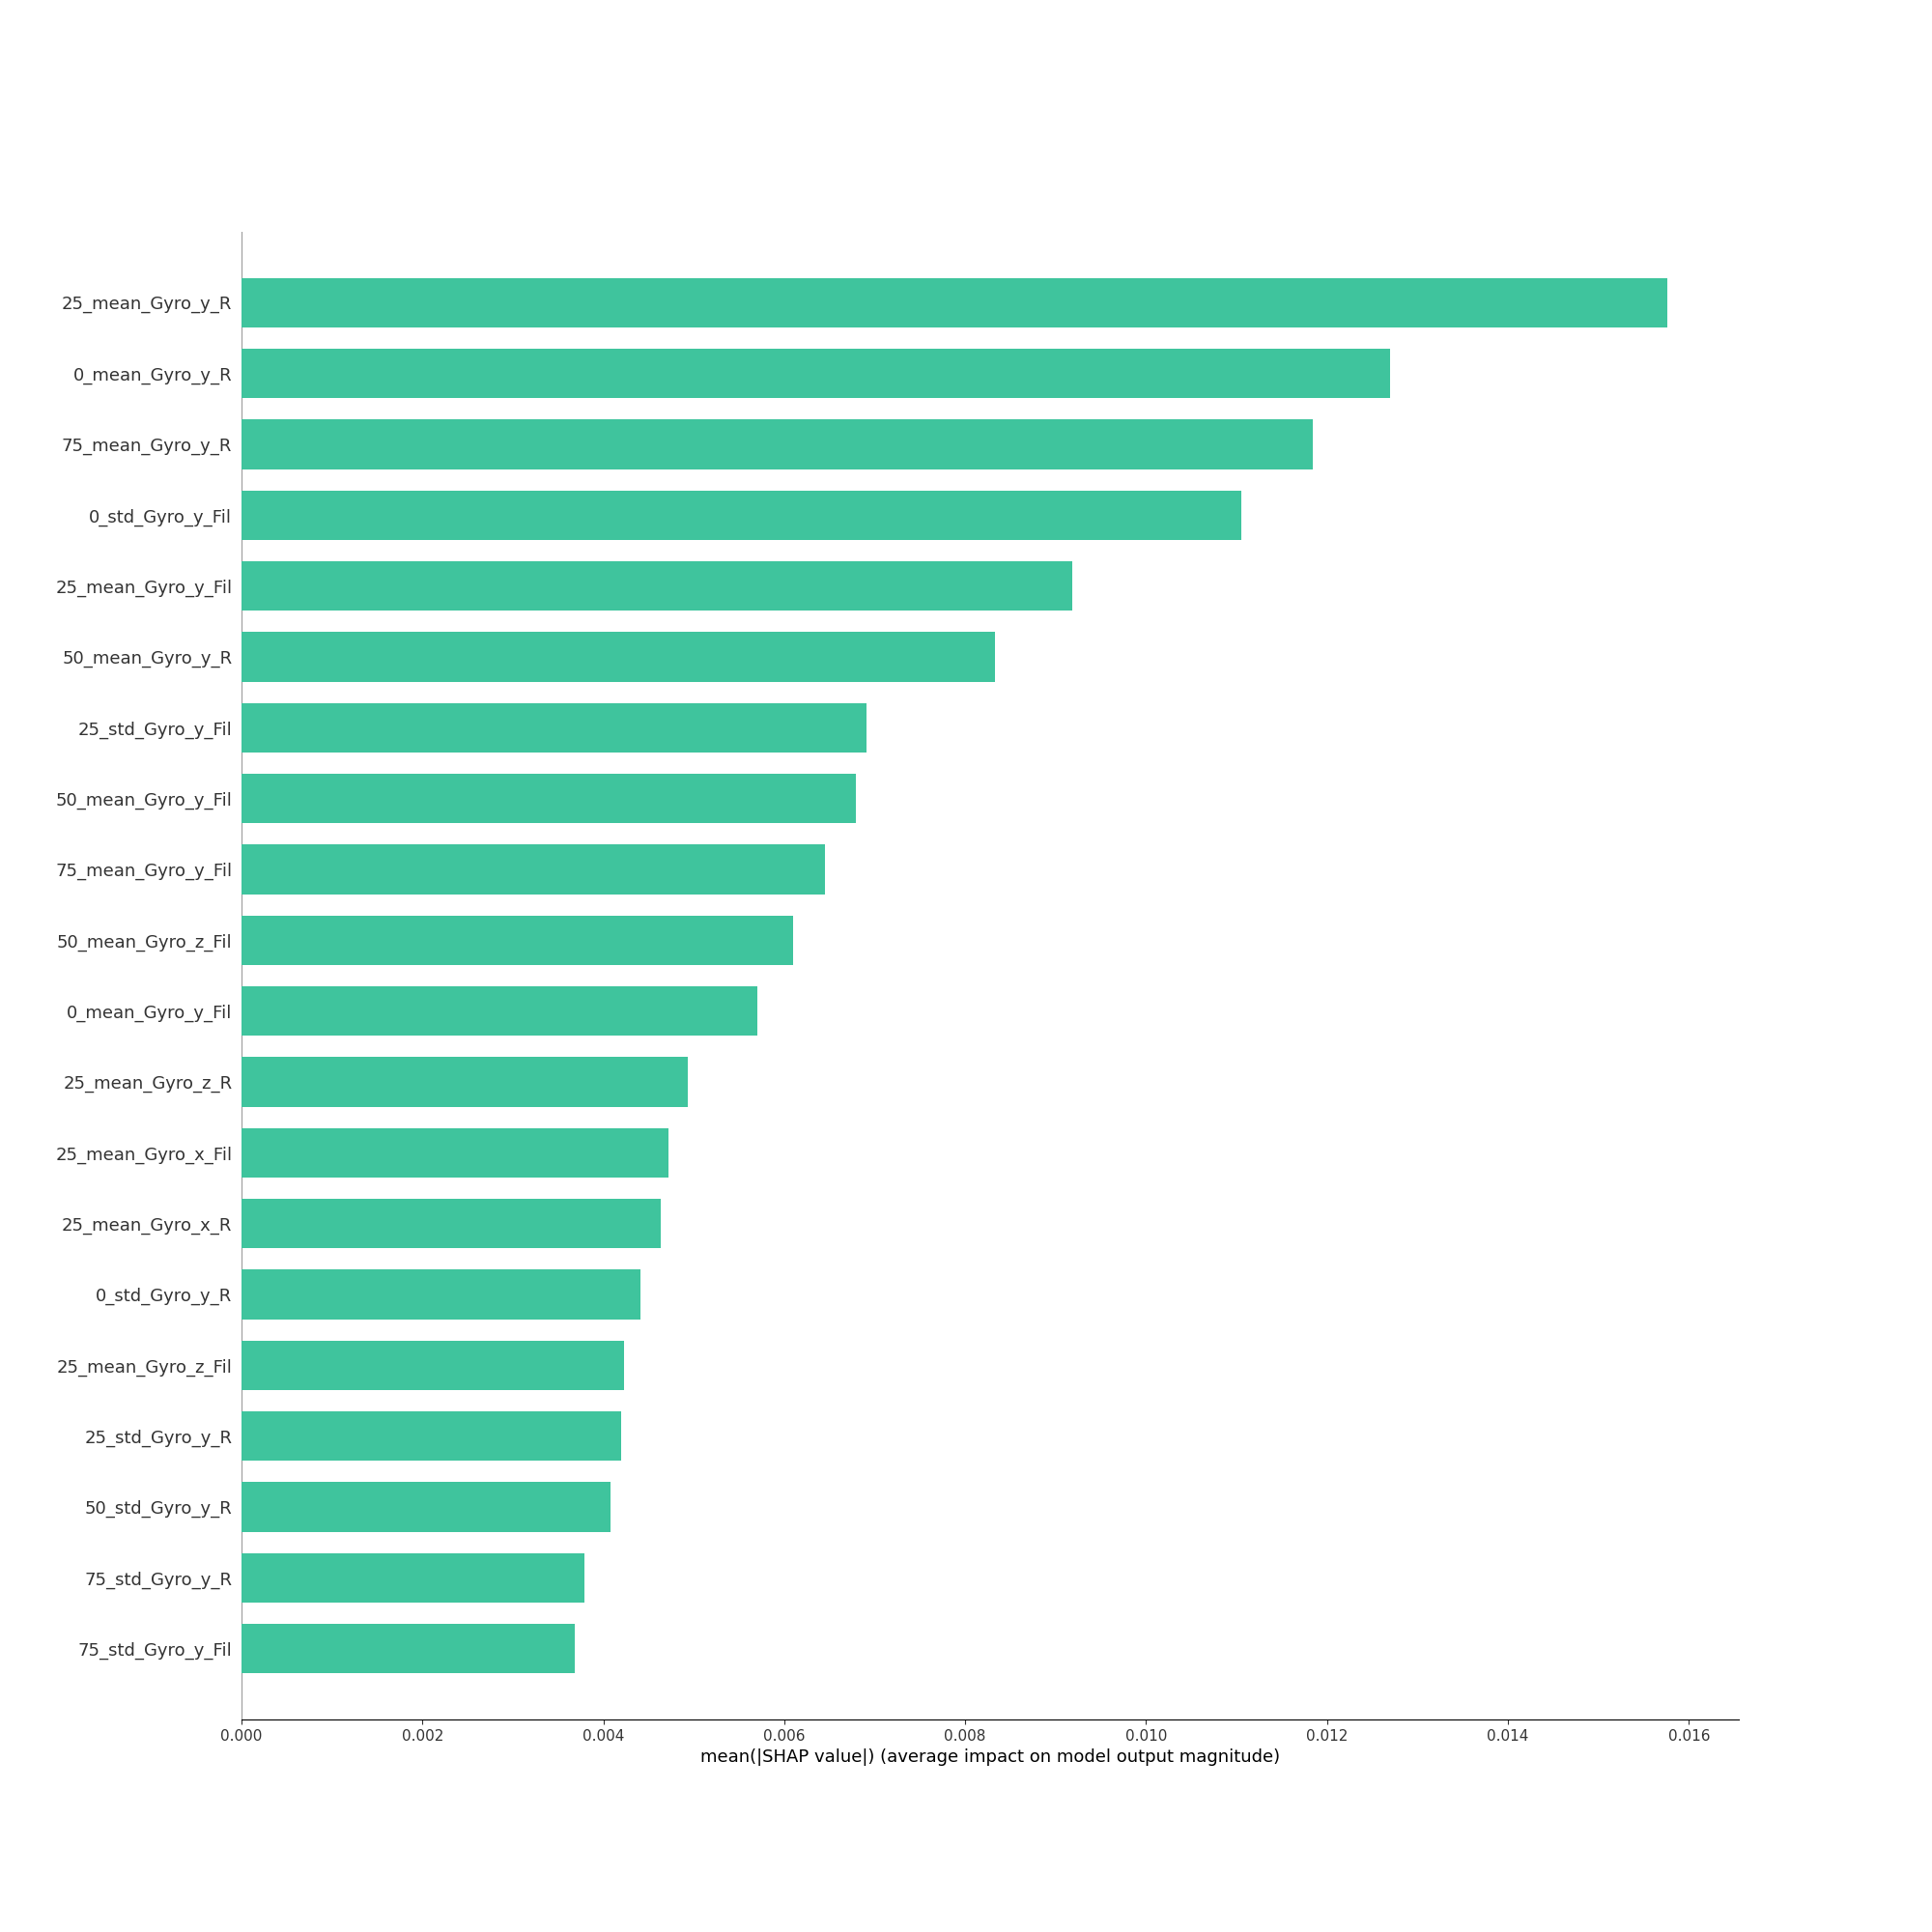 25_mean_Gyro_y_R
0_mean_Gyro_y_R
75_mean_Gyro_y_R
0_std_Gyro_y_Fil
25_mean_Gyro_y_Fil
50_mean_Gyro_y_R
25_std_Gyro_y_Fil
50_mean_Gyro_y_Fil
75_mean_Gyro_y_Fil
50_mean_Gyro_z_Fil
0_mean_Gyro_y_Fil
25_mean_Gyro_z_R
25_mean_Gyro_x_Fil
25_mean_Gyro_x_R
0_std_Gyro_y_R
25_mean_Gyro_z_Fil
25_std_Gyro_y_R
50_std_Gyro_y_R
75_std_Gyro_y_R
75_std_Gyro_y_Fil
0.000 0.002 0.004 0.006 0.008 0.010 0.012 0.014 0.016
mean(|SHAP value|) (average impact on model output magnitude)